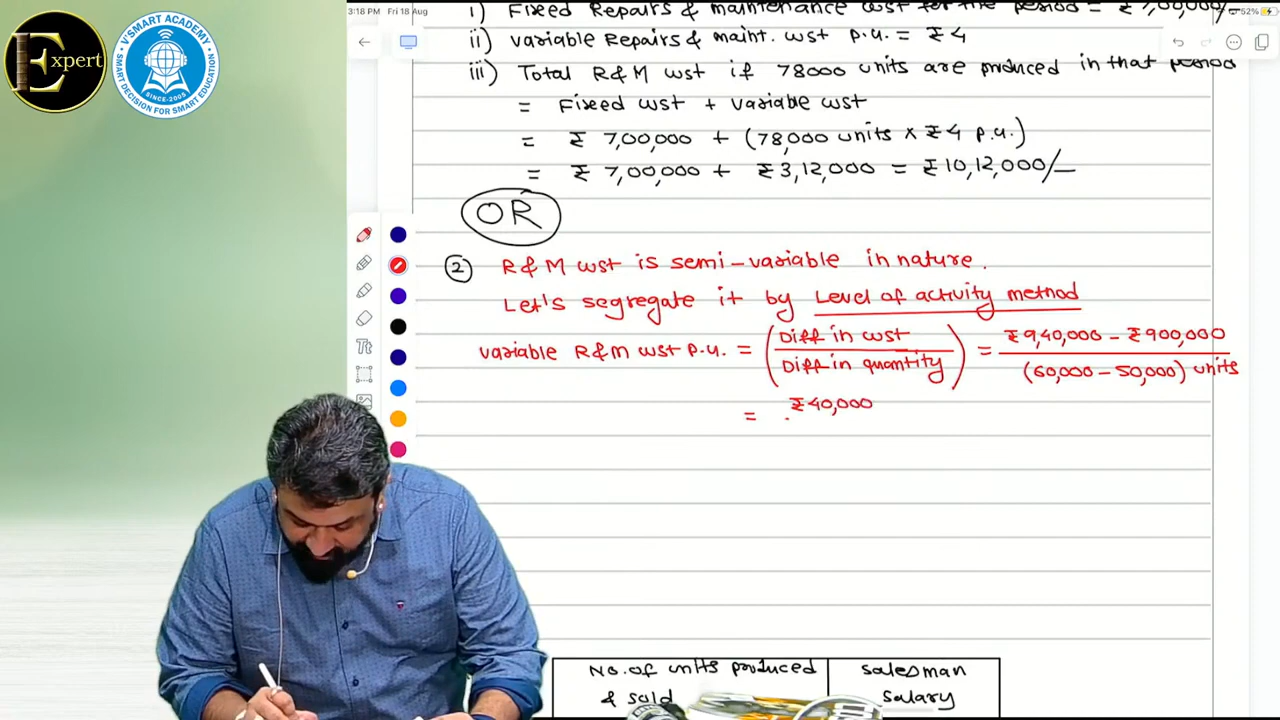 3:18 PM Fri 18 Aug
52%
Expert
V'SMART ACADEMY
SINCE-2005
SMART DECISION FOR SMART EDUCATION
i) Fixed Repairs & maintenance cost for the period = ₹ 7,00,000/-
ii) variable Repairs & maint. cost p.u. = ₹ 4
iii) Total R&M cost if 78000 units are produced in that period
= Fixed cost + variable cost
= ₹ 7,00,000 + (78,000 units × ₹4 p.u.)
= ₹ 7,00,000 + ₹ 3,12,000 = ₹ 10,12,000/-
OR
② R&M cost is semi-variable in nature.
Let's segregate it by Level of activity method
variable R&M cost p.u. = (Diff in cost / Diff in quantity) = ₹9,40,000 - ₹900,000 / (60,000 - 50,000) units
= ₹40,000
Tt
No. of units produced & sold
salesman salary